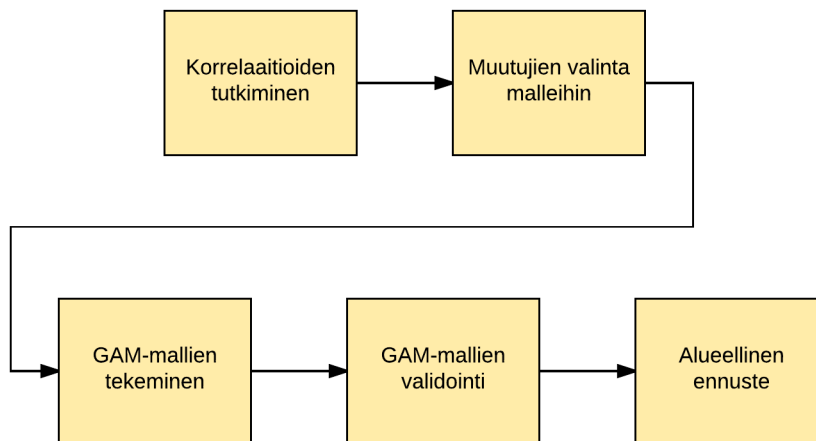 Korrelaaitioiden
tutkiminen
Muutujien valinta
malleihin
GAM-mallien
tekeminen
GAM-mallien
validointi
Alueellinen
ennuste